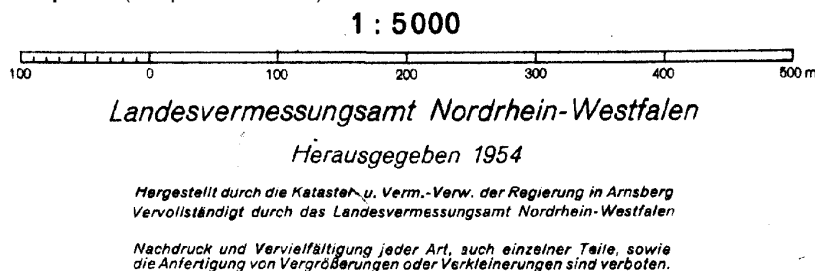 1 : 5000
100 0 100 200 300 400 500 m
Landesvermessungsamt Nordrhein-Westfalen
Herausgegeben 1954
Hergestellt durch die Kataster- u. Verm.-Verw. der Regierung in Arnsberg
Vervollständigt durch das Landesvermessungsamt Nordrhein-Westfalen
Nachdruck und Vervielfältigung jeder Art, auch einzelner Teile, sowie
die Anfertigung von Vergrößerungen oder Verkleinerungen sind verboten.